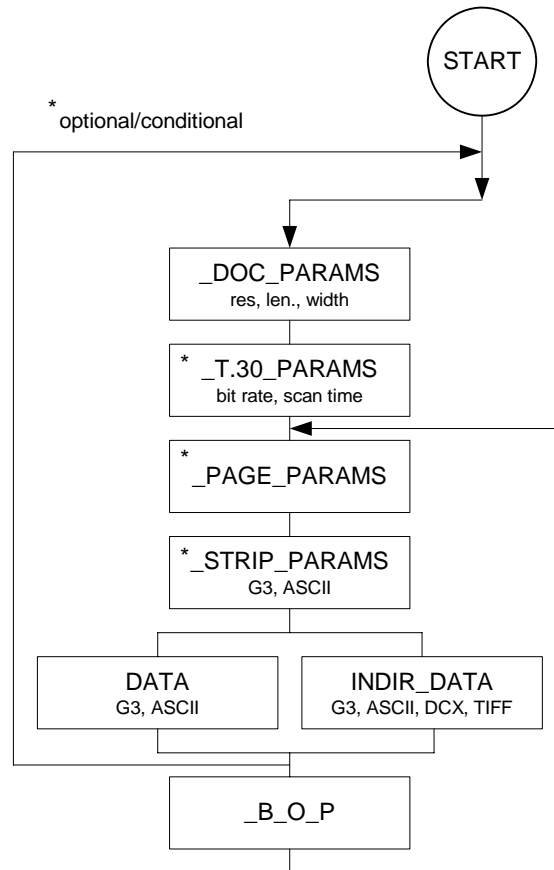 START
* optional/conditional
_DOC_PARAMS
res, len., width
* _T.30_PARAMS
bit rate, scan time
* _PAGE_PARAMS
* _STRIP_PARAMS
G3, ASCII
DATA
G3, ASCII
INDIR_DATA
G3, ASCII, DCX, TIFF
_B_O_P